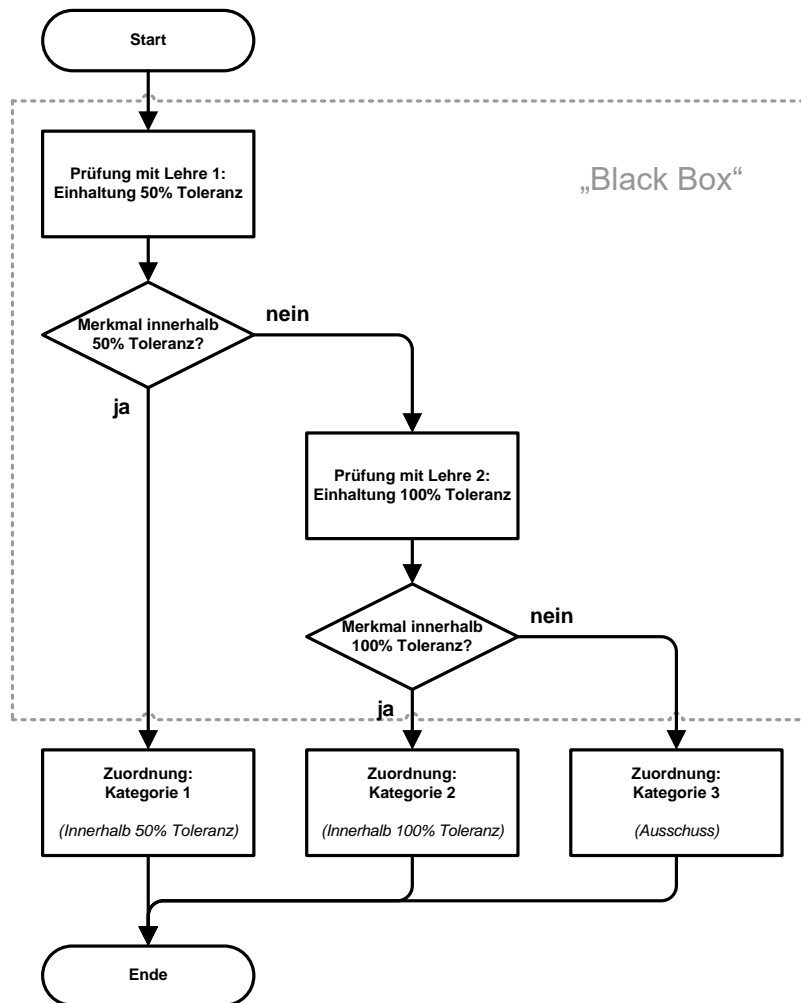 Start
„Black Box“
Prüfung mit Lehre 1:
Einhaltung 50% Toleranz
Merkmal innerhalb
50% Toleranz?
nein
ja
Prüfung mit Lehre 2:
Einhaltung 100% Toleranz
Merkmal innerhalb
100% Toleranz?
nein
ja
Zuordnung:
Kategorie 1
(Innerhalb 50% Toleranz)
Zuordnung:
Kategorie 2
(Innerhalb 100% Toleranz)
Zuordnung:
Kategorie 3
(Ausschuss)
Ende